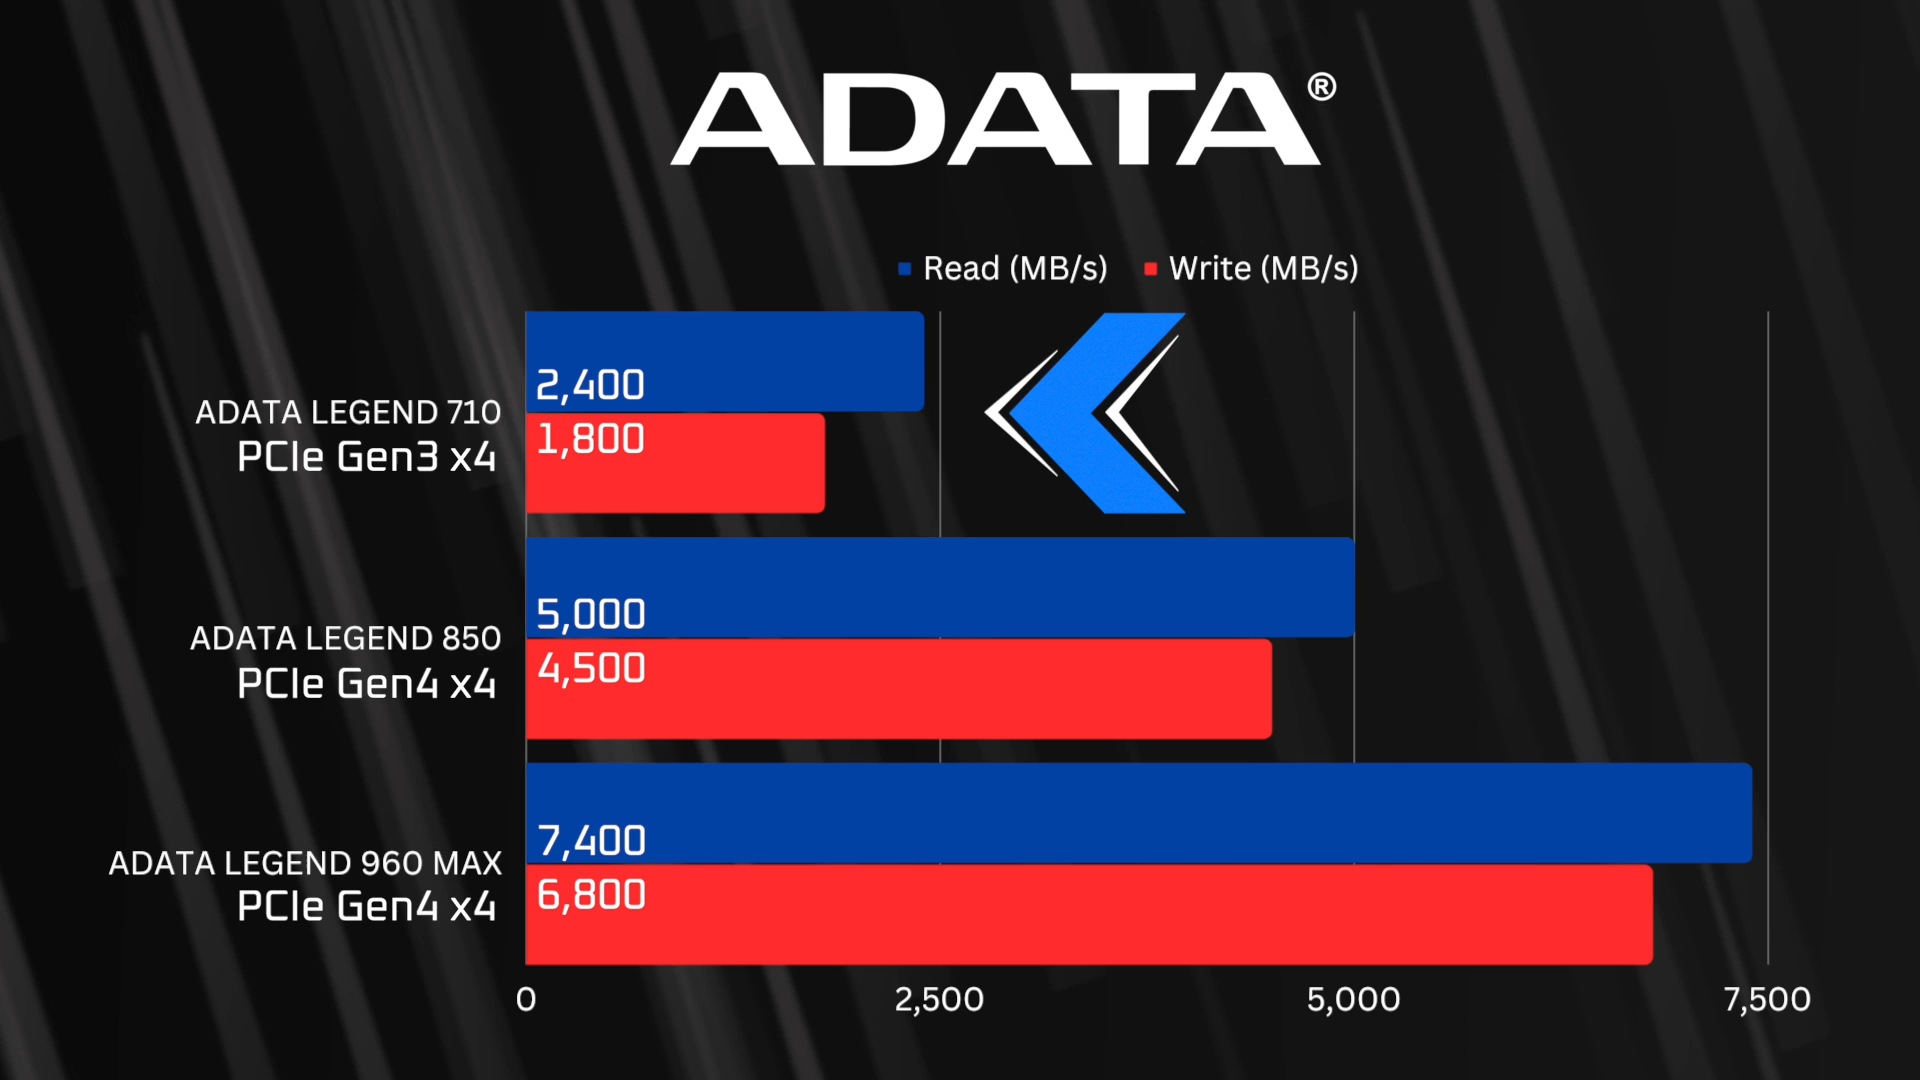 ADATA®
Read (MB/s) Write (MB/s)
2,400
ADATA LEGEND 710
1,800
PCIe Gen3 x4
5,000
ADATA LEGEND 850
4,500
PCIe Gen4 x4
7,400
ADATA LEGEND 960 MAX
6,800
PCIe Gen4 x4
0 2,500 5,000 7,500